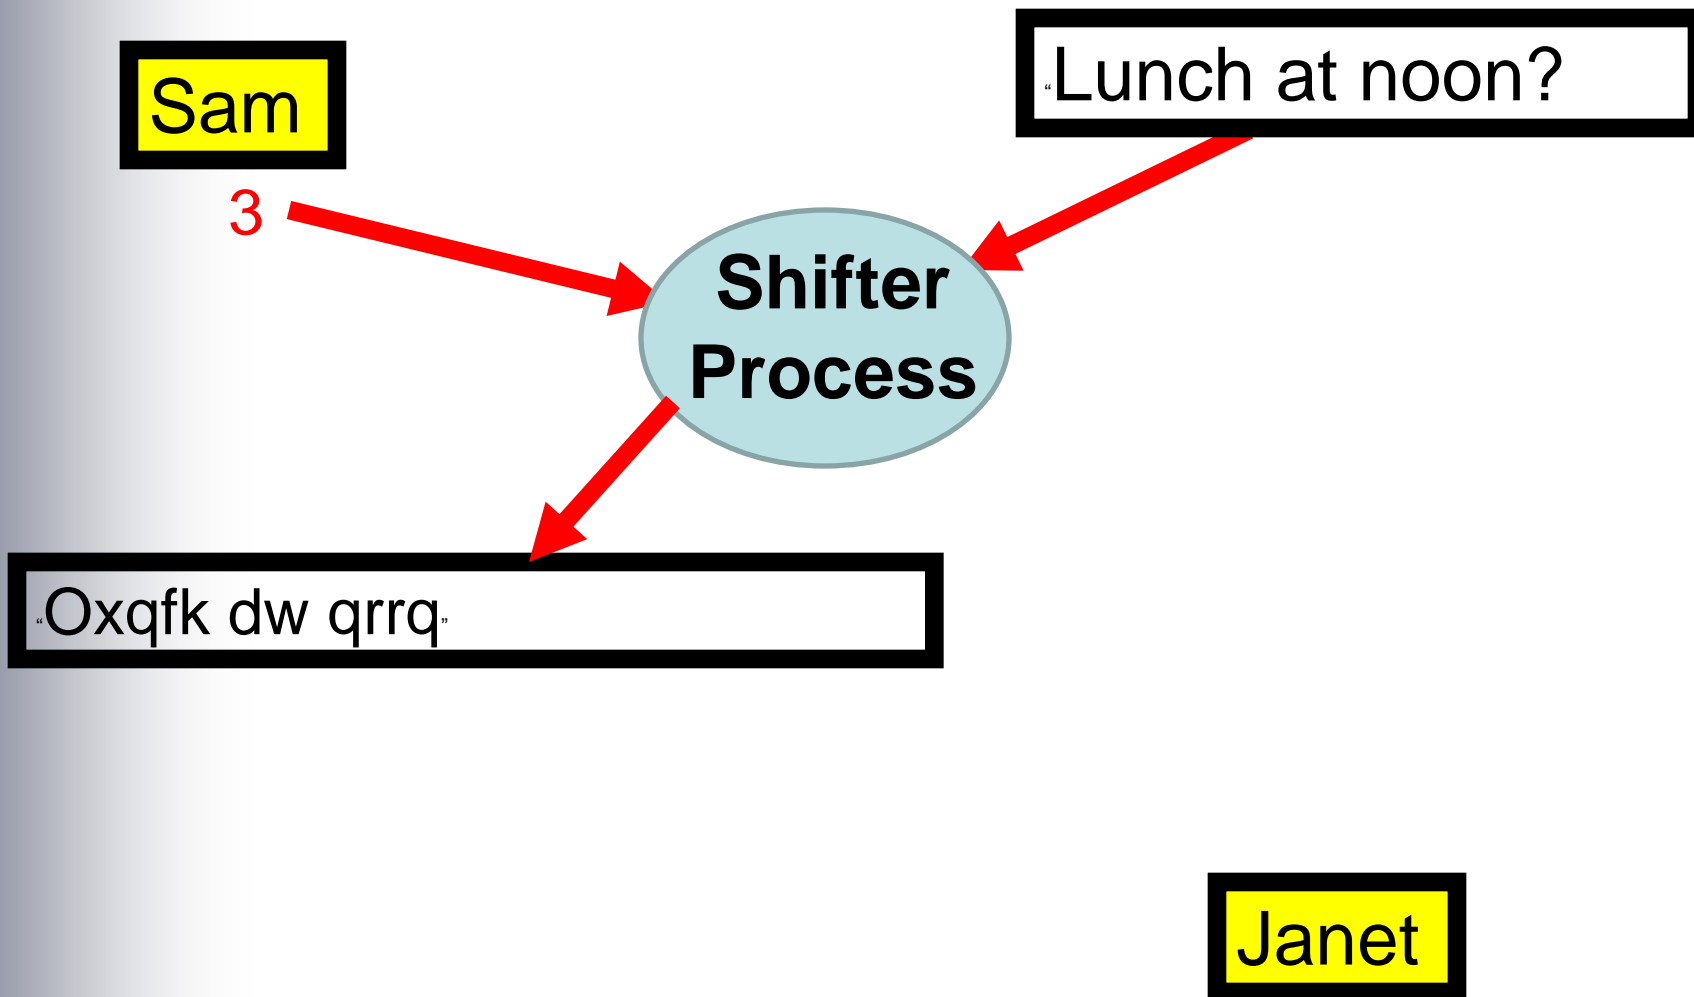 Sam
“Lunch at noon?
3
Shifter
Process
“Oxqfk dw qrrq”
Janet